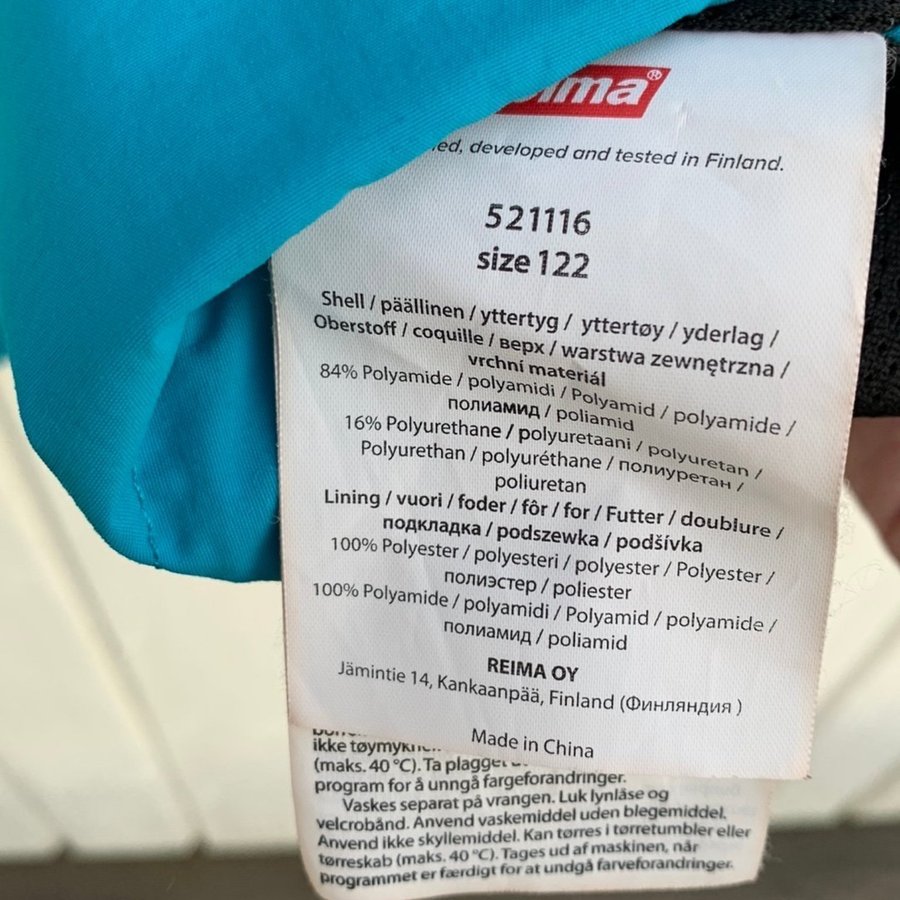 ed, developed and tested in Finland.
521116
size 122
Shell / päällinen / yttertyg / yttertøy / yderlag /
Oberstoff / coquille / верх / warstwa zewnętrzna /
vrchní materiál
84% Polyamide / polyamidi / Polyamid / polyamide /
полиамид / poliamid
16% Polyurethane / polyuretaani / polyuretan /
Polyurethan / polyuréthane / полиуретан /
poliuretan
Lining / vuori / foder / fôr / for / Futter / doublure /
подкладка / podszewka / podšívka
100% Polyester / polyesteri / polyester / Polyester /
полиэстер / poliester
100% Polyamide / polyamidi / Polyamid / polyamide /
полиамид / poliamid
REIMA OY
Jämintie 14, Kankaanpää, Finland (Финляндия )
Made in China
ikke
(maks. 40 °C). Ta plagget
program for å unngå fargeforandringer.
Vaskes separat på vrangen. Luk lynlåse og
velcrobånd. Anvend vaskemiddel uden blegemiddel.
Anvend ikke skyllemiddel. Kan tørres i tørretumbler eller
tørreskab (maks. 40 °C). Tages ud af maskinen, når
programmet er færdigt for at undgå farveforandringer.